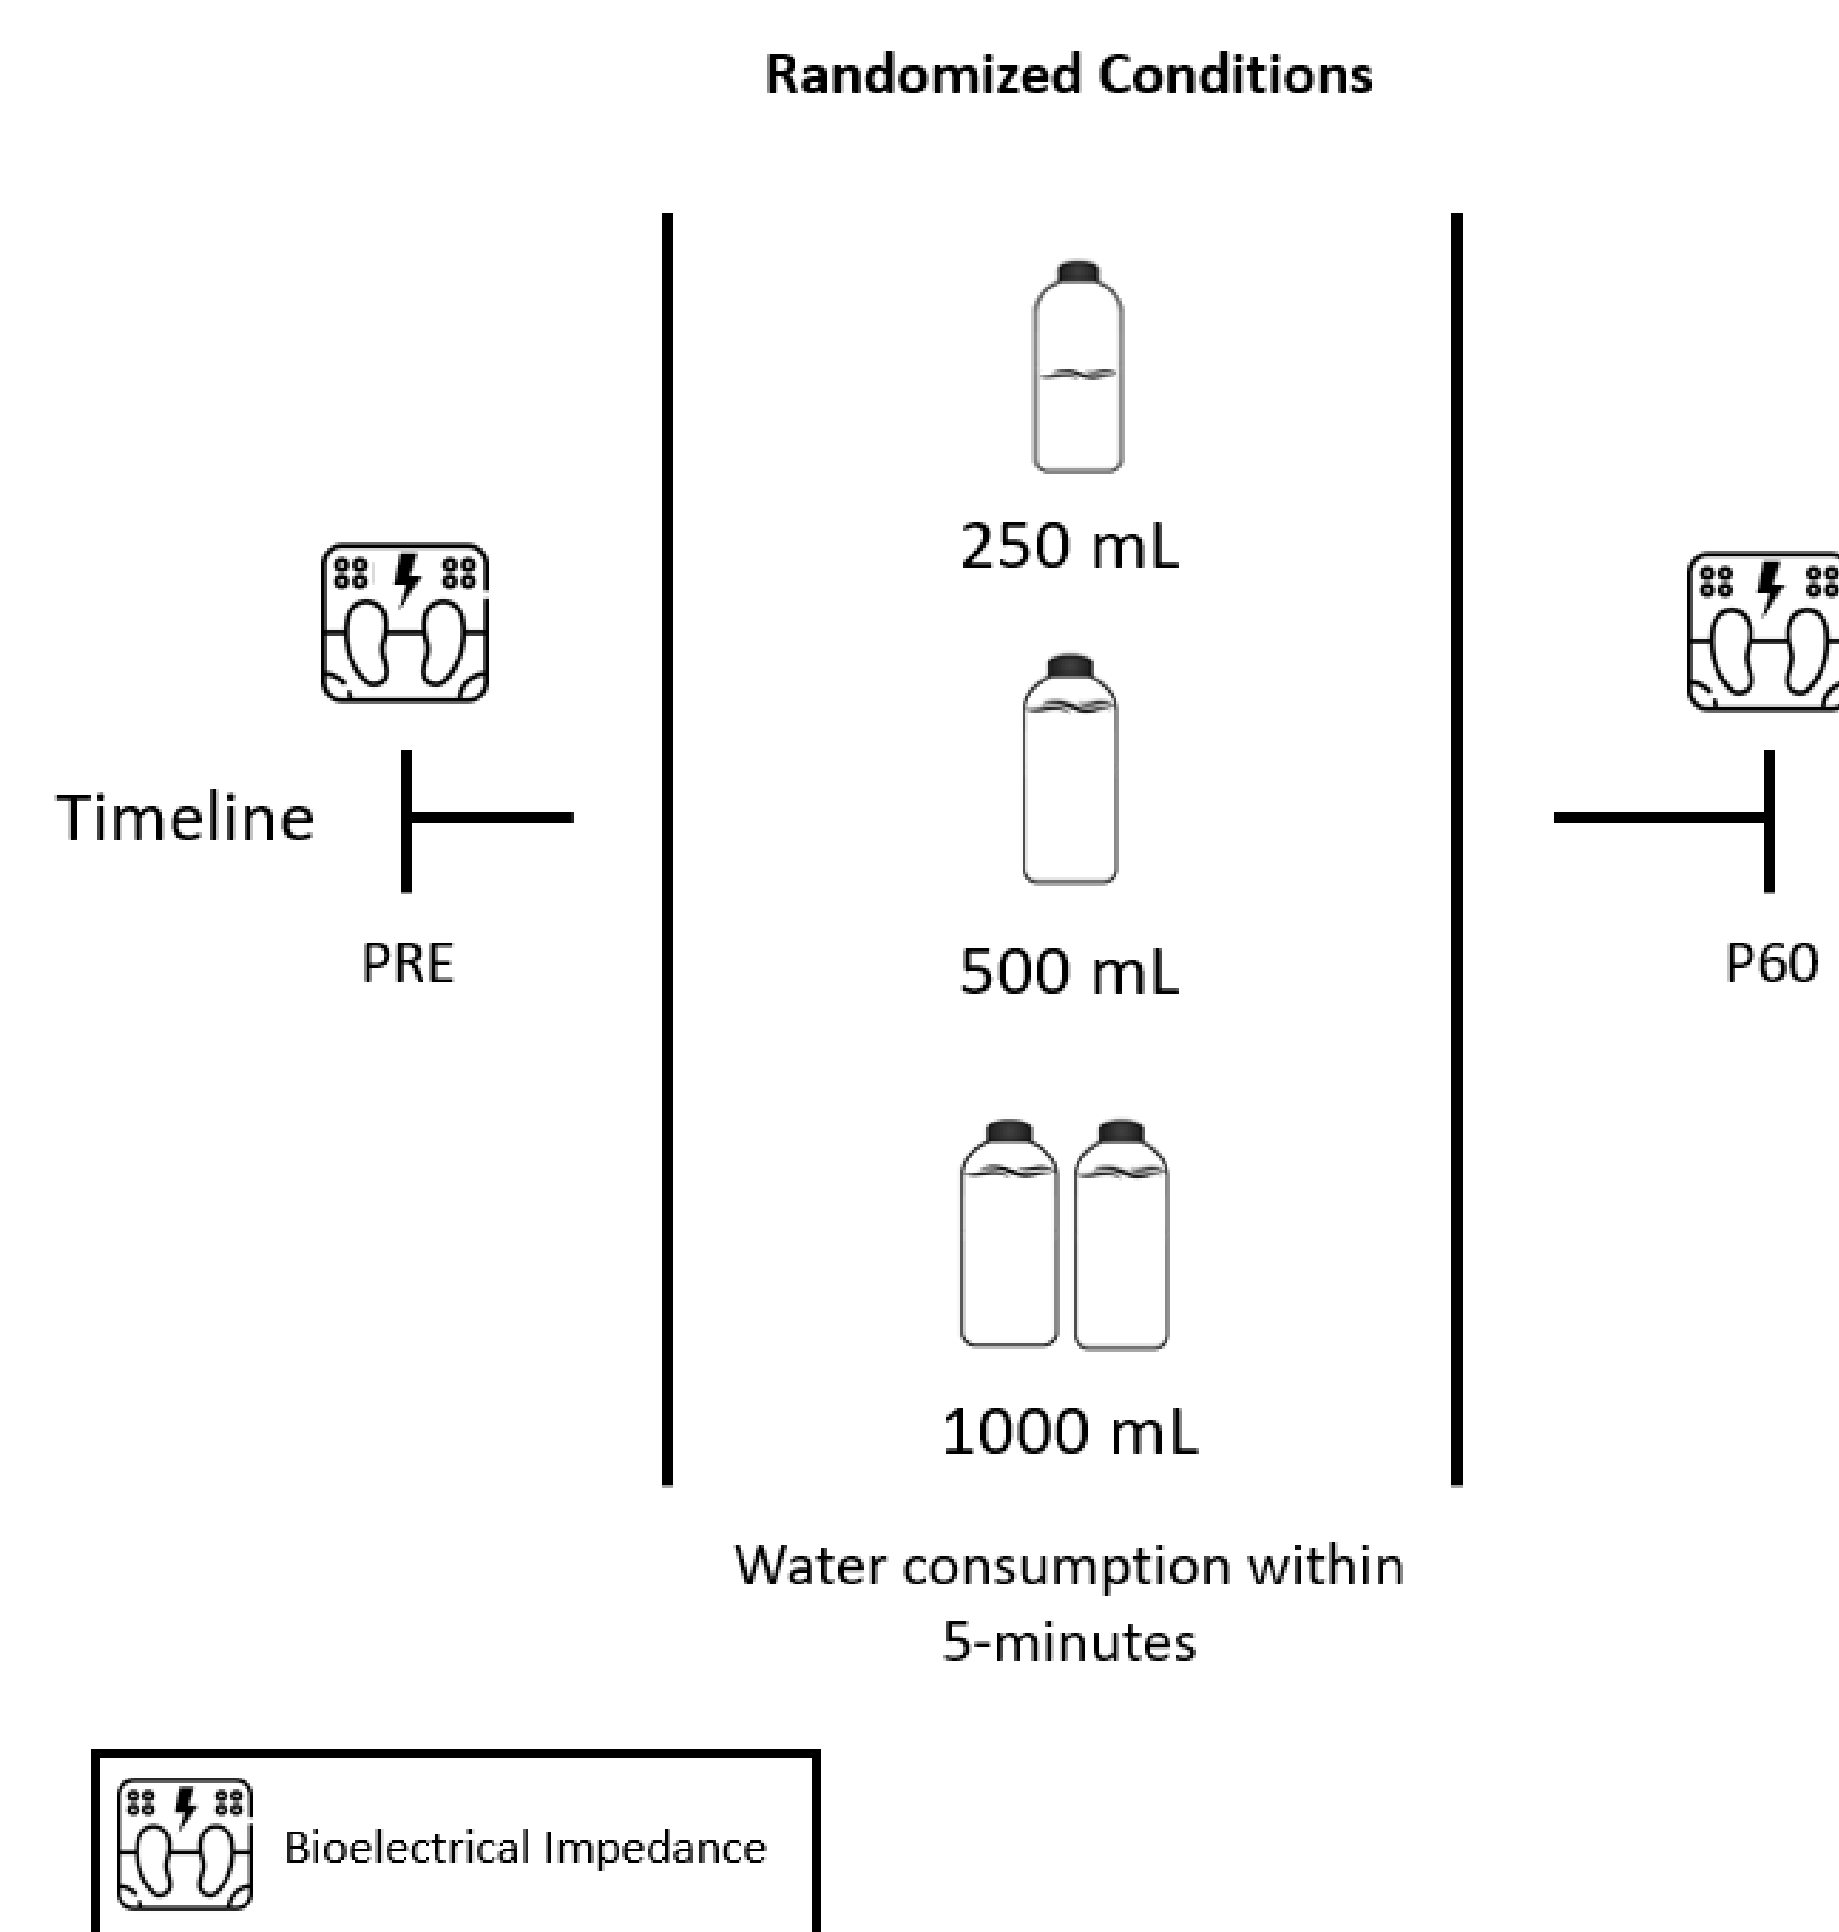 Randomized Conditions
250 mL
500 mL
Timeline
PRE
P60
1000 mL
Water consumption within
5-minutes
Bioelectrical Impedance